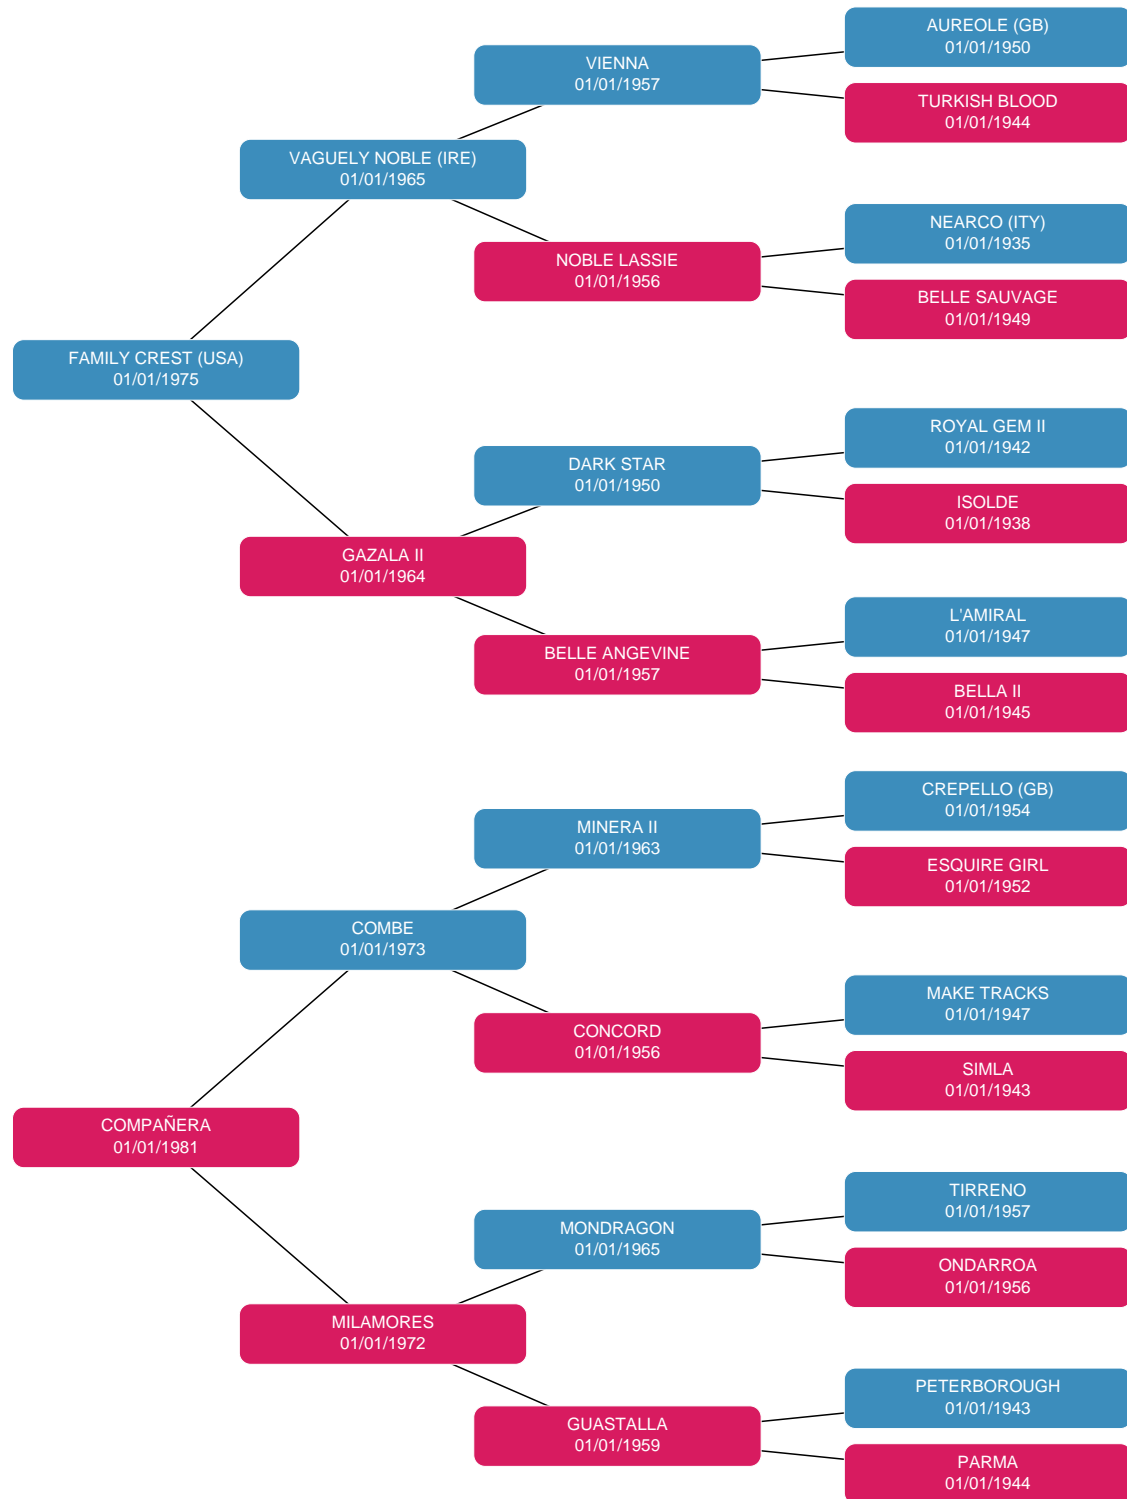 AUREOLE (GB)
01/01/1950
VIENNA
01/01/1957
TURKISH BLOOD
01/01/1944
VAGUELY NOBLE (IRE)
01/01/1965
NEARCO (ITY)
01/01/1935
NOBLE LASSIE
01/01/1956
BELLE SAUVAGE
01/01/1949
FAMILY CREST (USA)
01/01/1975
ROYAL GEM II
01/01/1942
DARK STAR
01/01/1950
ISOLDE
01/01/1938
GAZALA II
01/01/1964
L'AMIRAL
01/01/1947
BELLE ANGEVINE
01/01/1957
BELLA II
01/01/1945
CREPELLO (GB)
01/01/1954
MINERA II
01/01/1963
ESQUIRE GIRL
01/01/1952
COMBE
01/01/1973
MAKE TRACKS
01/01/1947
CONCORD
01/01/1956
SIMLA
01/01/1943
COMPAÑERA
01/01/1981
TIRRENO
01/01/1957
MONDRAGON
01/01/1965
ONDARROA
01/01/1956
MILAMORES
01/01/1972
PETERBOROUGH
01/01/1943
GUASTALLA
01/01/1959
PARMA
01/01/1944